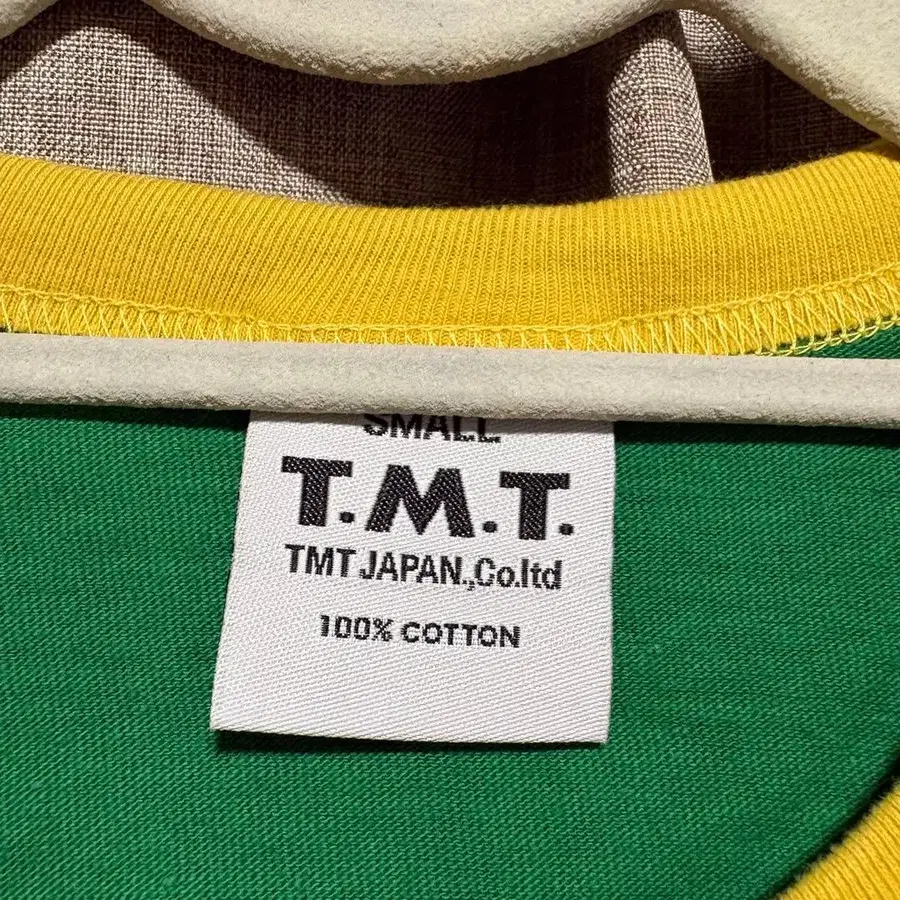 SMALL
T.M.T.
TMT JAPAN.,Co.ltd
100% COTTON